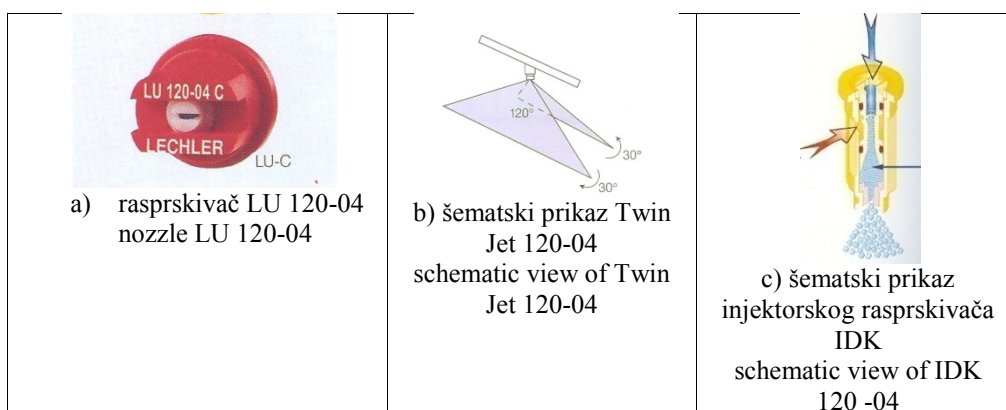 LU 120-04 C
LECHLER
LU-C
a) rasprskivač LU 120-04
nozzle LU 120-04
120°
30°
30°
b) šematski prikaz Twin
Jet 120-04
schematic view of Twin
Jet 120-04
c) šematski prikaz
injektorskog rasprskivača
IDK
schematic view of IDK
120 -04